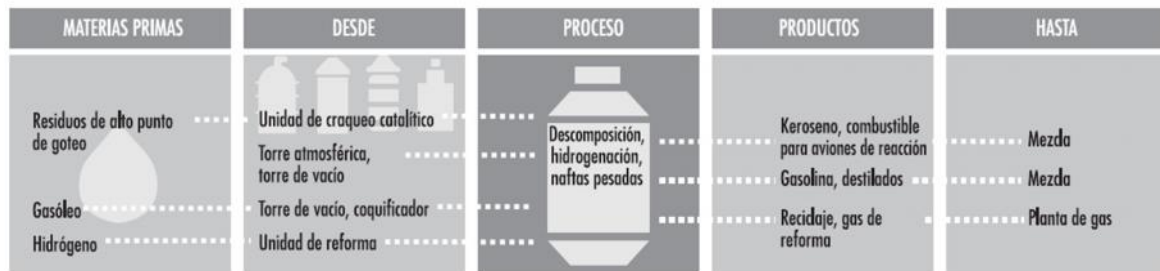 MATERIAS PRIMAS
DESDE
PROCESO
PRODUCTOS
HASTA
Residuos de alto punto
de goteo
Gasóleo
Hidrógeno
Unidad de craqueo catalítico
Torre atmosférica,
torre de vacío
Torre de vacío, coquificador
Unidad de reforma
Descomposición,
hidrogenación,
naftas pesadas
Keroseno, combustible
para aviones de reacción
Gasolina, destilados
Reciclaje, gas de
reforma
Mezcla
Mezcla
Planta de gas